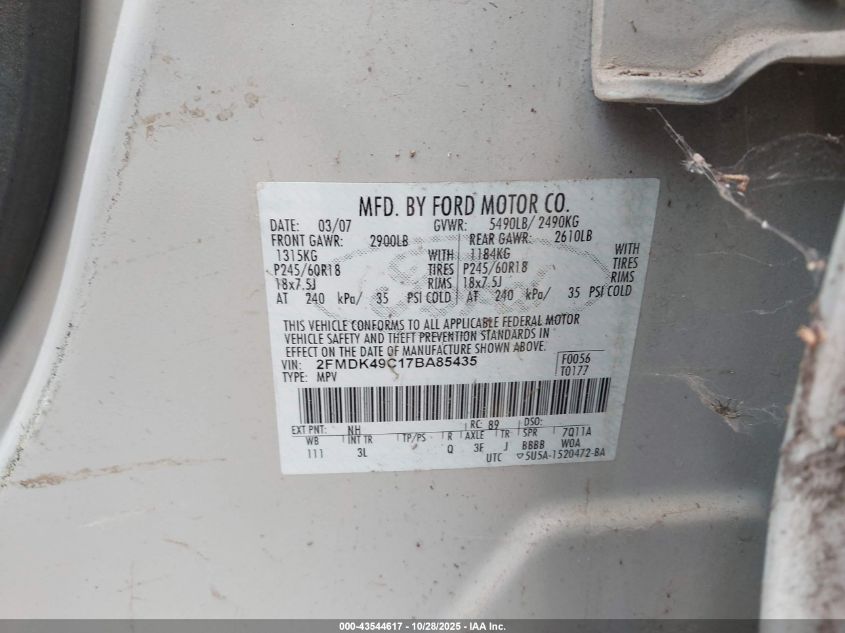 MFD. BY FORD MOTOR CO.
DATE: 03/07 GVWR: 5490LB/ 2490KG
FRONT GAWR: 2900LB REAR GAWR: 2610LB
1315KG WITH 1184KG WITH
P245/60R18 TIRES P245/60R18 TIRES
18x7.5J RIMS 18x7.5J RIMS
AT 240 kPa/ 35 PSI COLD AT 240 kPa/ 35 PSI COLD
THIS VEHICLE CONFORMS TO ALL APPLICABLE FEDERAL MOTOR
VEHICLE SAFETY AND THEFT PREVENTION STANDARDS IN
EFFECT ON THE DATE OF MANUFACTURE SHOWN ABOVE.
VIN: 2FMDK49C17BA85435 F0056
TYPE: MPV T0177
EXT PNT: NH RC: 89 DSO:
WB INT TR TP/PS R AXLE TR SPR 7Q11A
111 3L Q 3F J BBBB WOA
UTC 5U5A-1520472-BA
000-43544617 - 10/28/2025 - IAA Inc.